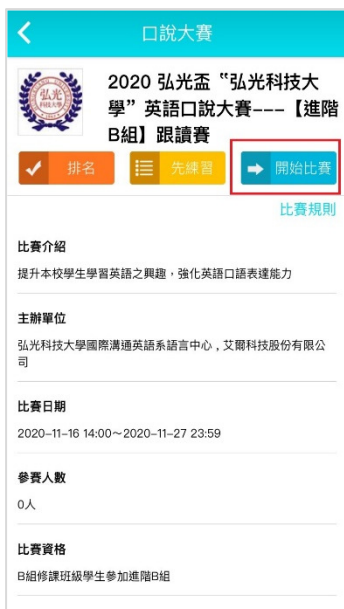 口說大賽
弘光
科技大學
2020 弘光盃“弘光科技大
學”英語口說大賽---【進階
B組】跟讀賽
排名
先練習
開始比賽
比賽規則
比賽介紹
提升本校學生學習英語之興趣，強化英語口語表達能力
主辦單位
弘光科技大學國際溝通英語系語言中心 , 艾爾科技股份有限公
司
比賽日期
2020-11-16 14:00～2020-11-27 23:59
參賽人數
0人
比賽資格
B組修課班級學生參加進階B組